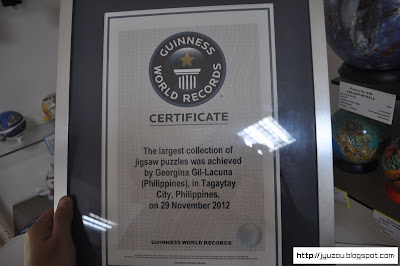 GUINNESS
WORLD RECORDS
CERTIFICATE
The largest collection of
jigsaw puzzles was achieved
by Georgina Gil-Lacuna
(Philippines), in Tagaytay
City, Philippines,
on 29 November 2012
GUINNESS WORLD RECORDS
http://jyuzou.blogspot.com